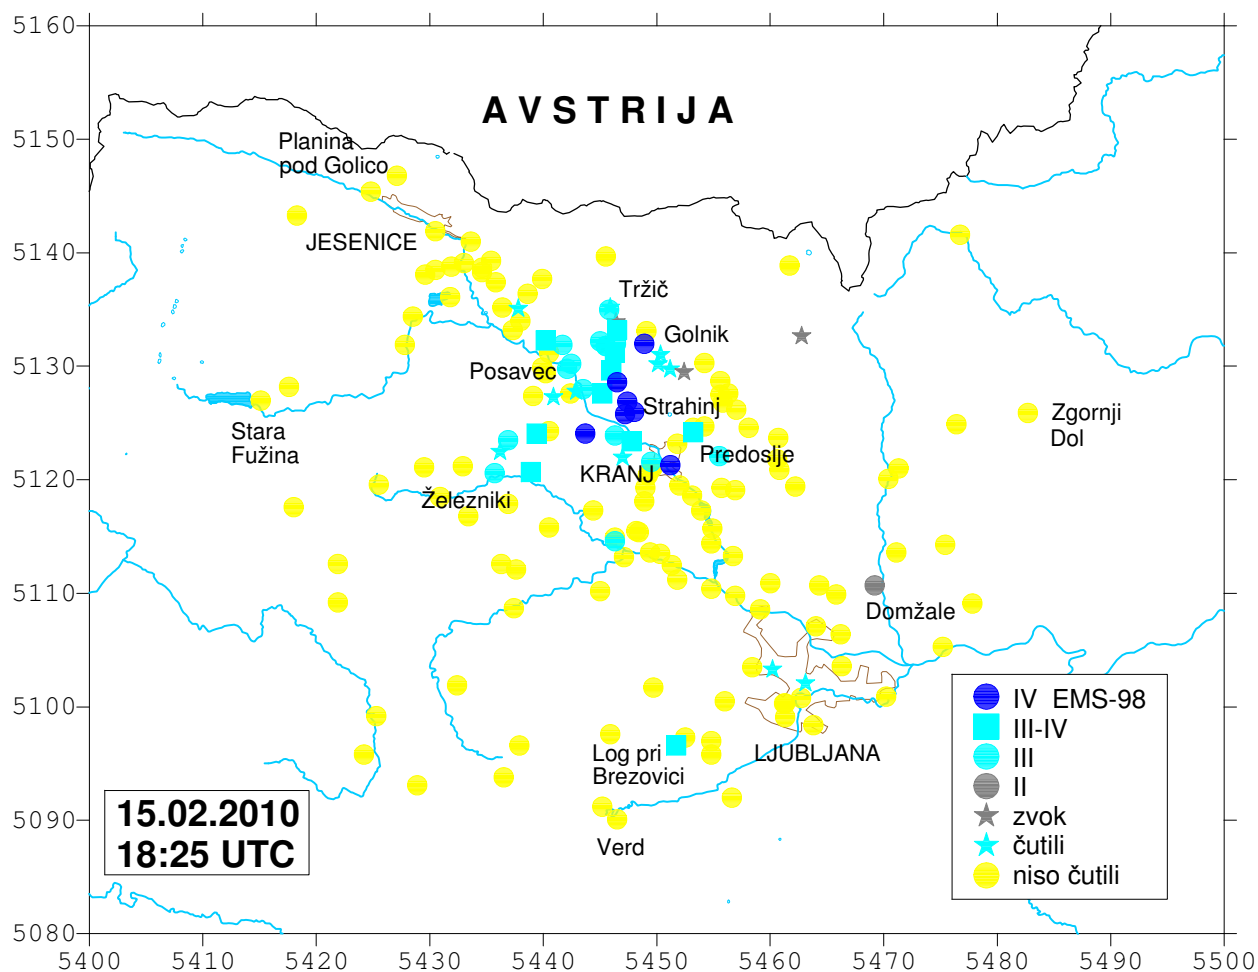 5160
5150
5140
5130
5120
5110
5100
5090
5080
5400
5410
5420
5430
5440
5450
5460
5470
5480
5490
5500
AVSTRIJA
Planina
pod Golico
JESENICE
Tržič
Golnik
Posavec
Strahinj
Zgornji
Dol
Stara
Fužina
Predoslje
KRANJ
Železniki
Domžale
Log pri
Brezovici
LJUBLJANA
Verd
15.02.2010
18:25 UTC
IV EMS-98
III-IV
III
II
zvok
čutili
niso čutili